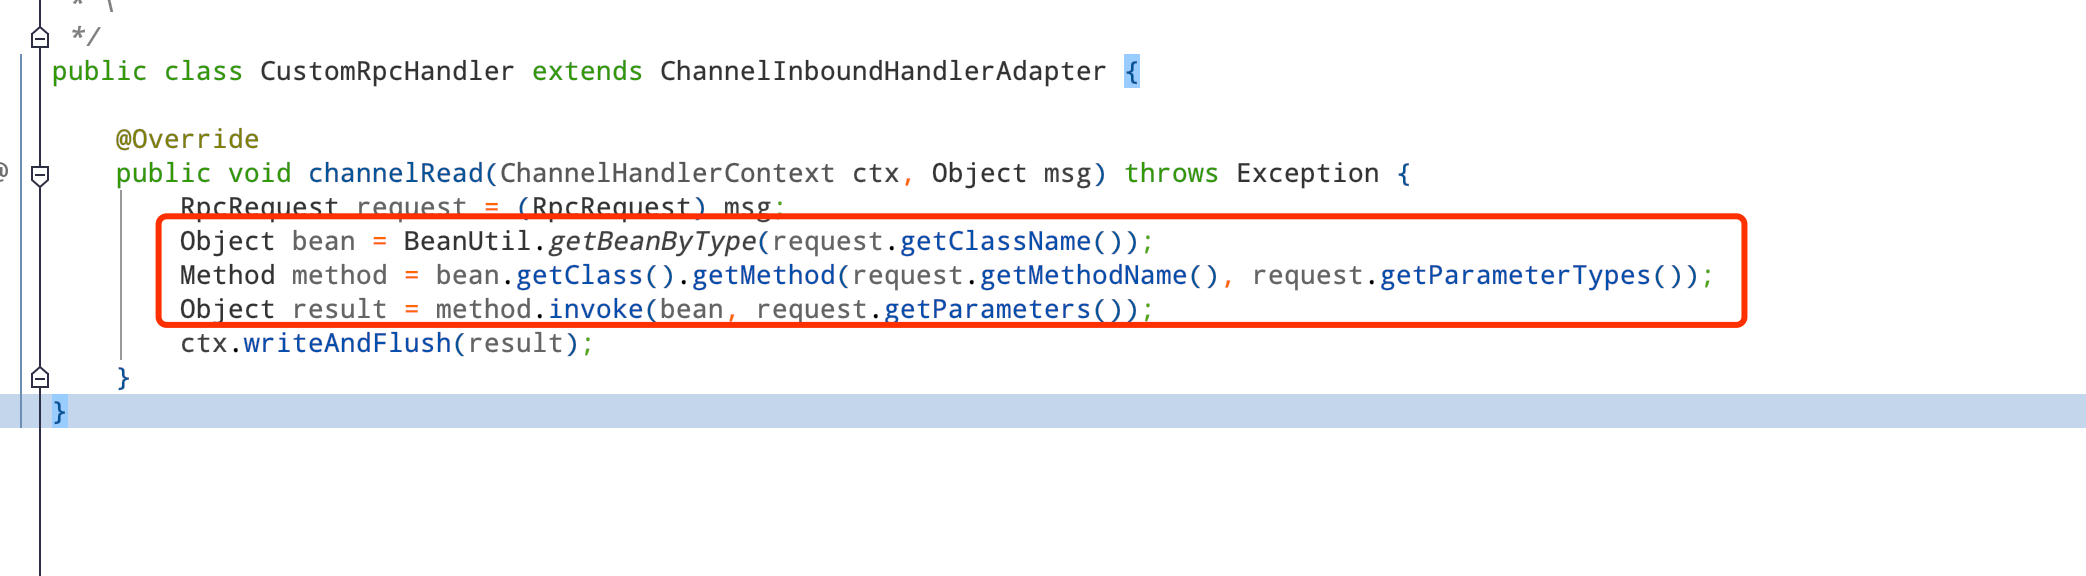 * \
*/
public class CustomRpcHandler extends ChannelInboundHandlerAdapter {
@Override
@ public void channelRead(ChannelHandlerContext ctx, Object msg) throws Exception {
RpcRequest request = (RpcRequest) msg;
Object bean = BeanUtil.getBeanByType(request.getClassName());
Method method = bean.getClass().getMethod(request.getMethodName(), request.getParameterTypes());
Object result = method.invoke(bean, request.getParameters());
ctx.writeAndFlush(result);
}
}